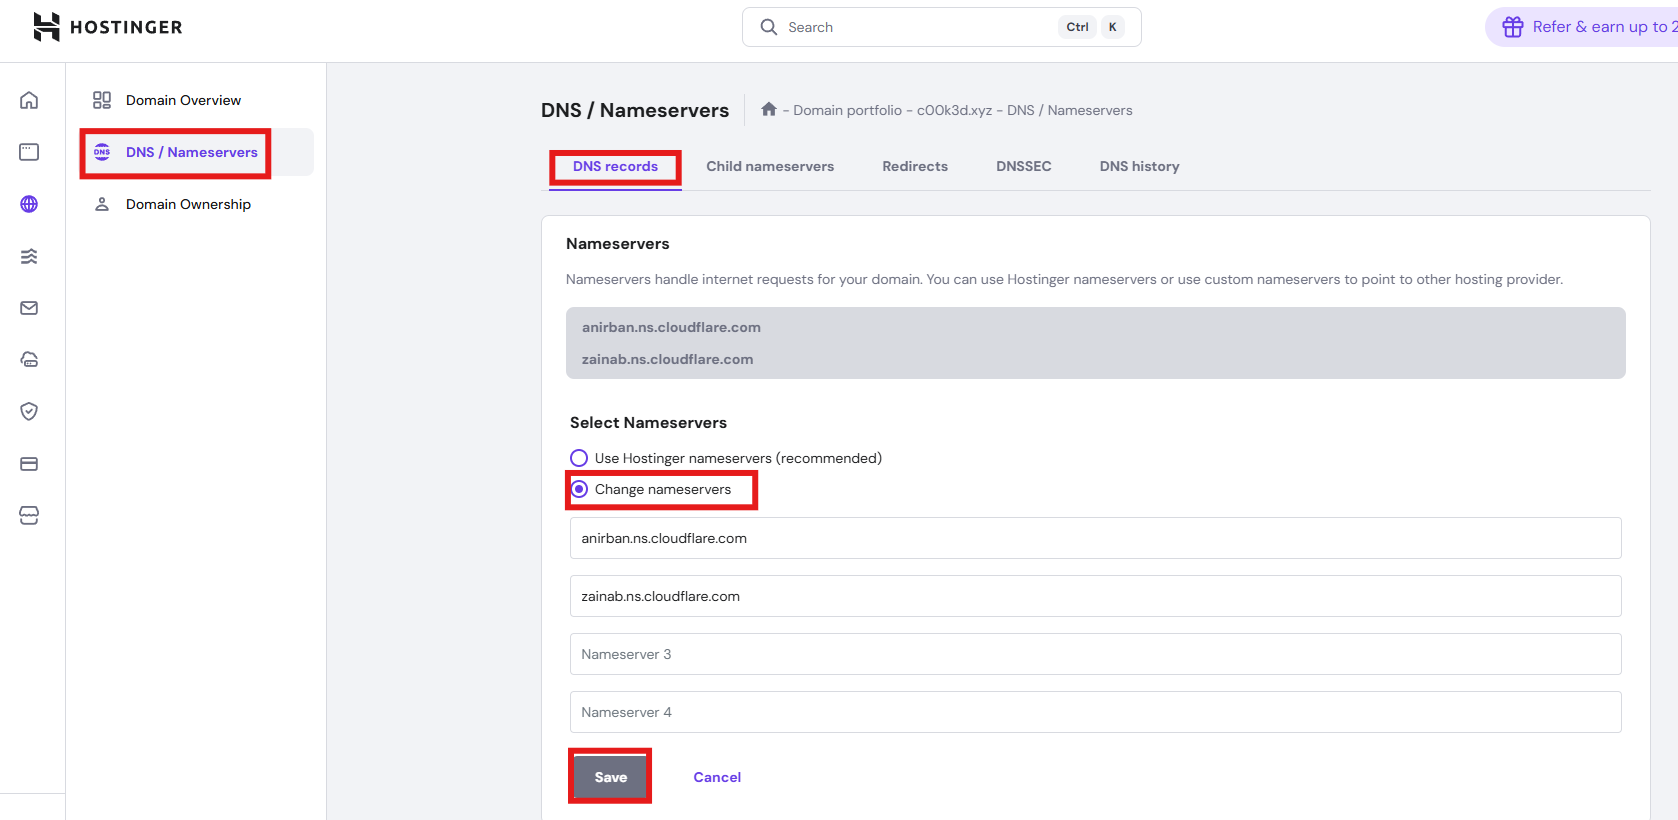 HOSTINGER
Search
Ctrl K
Refer & earn up to 2
Domain Overview
DNS DNS / Nameservers
Domain Ownership
DNS / Nameservers
- Domain portfolio - c00k3d.xyz - DNS / Nameservers
DNS records Child nameservers Redirects DNSSEC DNS history
Nameservers
Nameservers handle internet requests for your domain. You can use Hostinger nameservers or use custom nameservers to point to other hosting provider.
anirban.ns.cloudflare.com
zainab.ns.cloudflare.com
Select Nameservers
Use Hostinger nameservers (recommended)
Change nameservers
anirban.ns.cloudflare.com
zainab.ns.cloudflare.com
Nameserver 3
Nameserver 4
Save Cancel